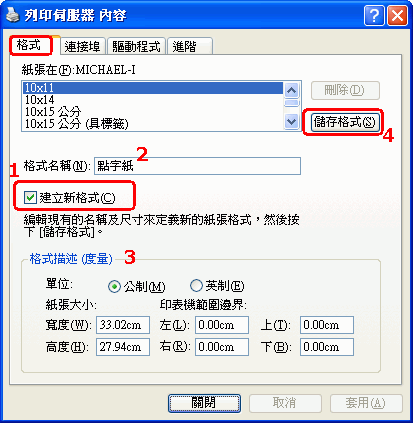 列印伺服器 內容
格式 連接埠 驅動程式 進階
紙張在(F):MICHAEL-I
10x11
10x14
10x15 公分
10x15 公分 (具標籤)
刪除(D)
儲存格式(S)
4
2
格式名稱(N): 點字紙
1
建立新格式(C)
編輯現有的名稱及尺寸來定義新的紙張格式，然後按
下 [儲存格式]。
格式描述 (度量) 3
單位: 公制(M) 英制(E)
紙張大小: 印表機範圍邊界:
寬度(W): 33.02cm 左(L): 0.00cm 上(T): 0.00cm
高度(H): 27.94cm 右(R): 0.00cm 下(B): 0.00cm
關閉 取消 套用(A)